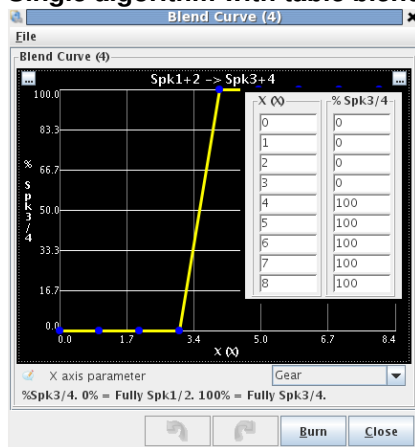 Single algorithm with table blend
Blend Curve (4)
File
Blend Curve (4)
...
Spk1+2 -> Spk3+4
...
100.0
83.3
66.7
50.0
33.3
16.7
0.0
% Spk3/4
0.0 1.7 3.4 5.0 6.7 8.4
X (X)
X (X) % Spk3/4
0 0
1 0
2 0
3 0
4 100
5 100
6 100
7 100
8 100
X axis parameter Gear
%Spk3/4. 0% = Fully Spk1/2. 100% = Fully Spk3/4.
Burn Close